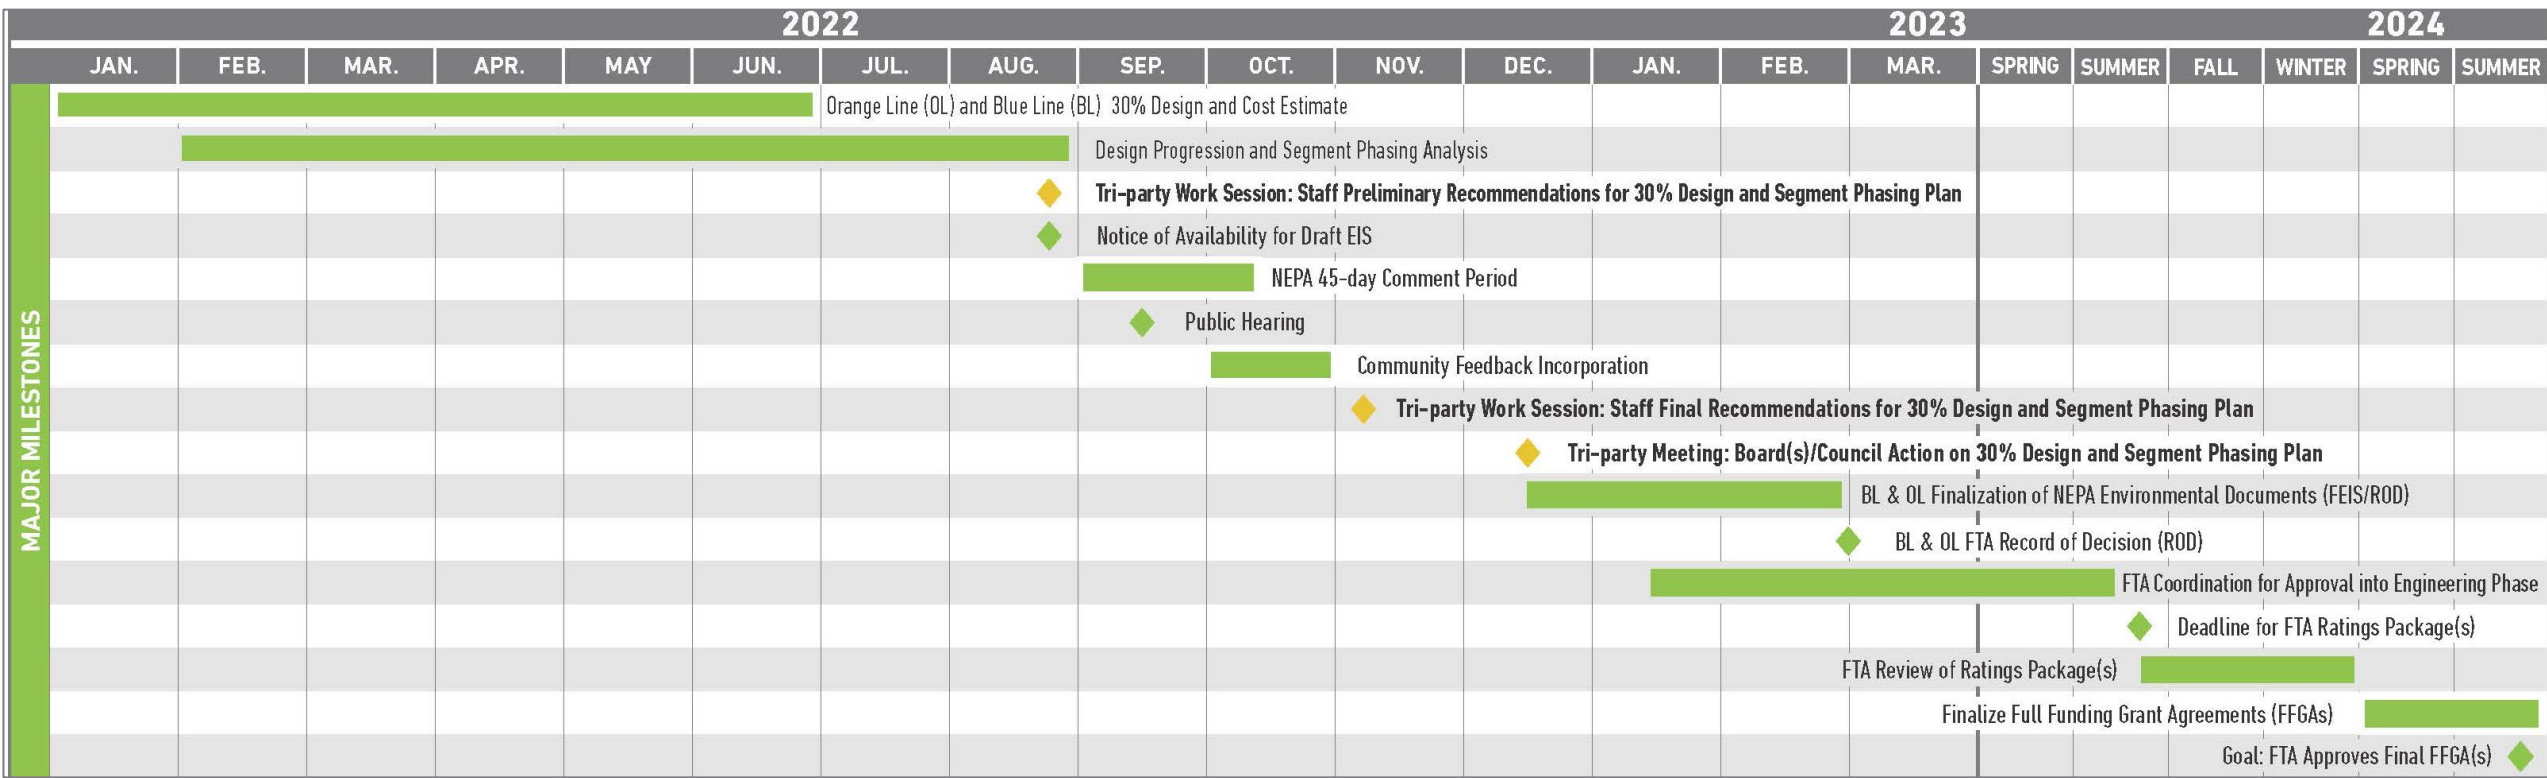 2022 2023 2024
JAN. FEB. MAR. APR. MAY JUN. JUL. AUG. SEP. OCT. NOV. DEC. JAN. FEB. MAR. SPRING SUMMER FALL WINTER SPRING SUMMER
MAJOR MILESTONES
Orange Line (OL) and Blue Line (BL) 30% Design and Cost Estimate
Design Progression and Segment Phasing Analysis
Tri-party Work Session: Staff Preliminary Recommendations for 30% Design and Segment Phasing Plan
Notice of Availability for Draft EIS
NEPA 45-day Comment Period
Public Hearing
Community Feedback Incorporation
Tri-party Work Session: Staff Final Recommendations for 30% Design and Segment Phasing Plan
Tri-party Meeting: Board(s)/Council Action on 30% Design and Segment Phasing Plan
BL & OL Finalization of NEPA Environmental Documents (FEIS/ROD)
BL & OL FTA Record of Decision (ROD)
FTA Coordination for Approval into Engineering Phase
Deadline for FTA Ratings Package(s)
FTA Review of Ratings Package(s)
Finalize Full Funding Grant Agreements (FFGAs)
Goal: FTA Approves Final FFGA(s)